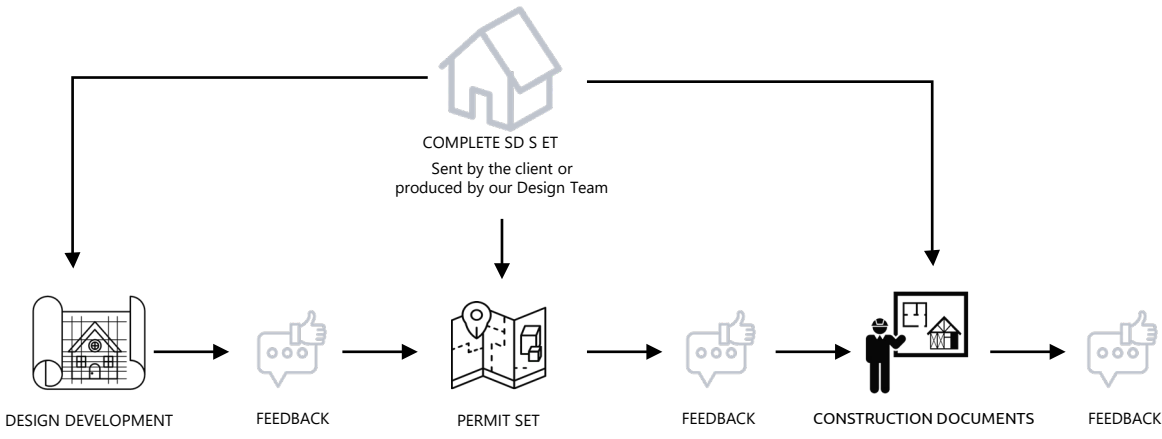 COMPLETE SD S ET
Sent by the client or
produced by our Design Team
DESIGN DEVELOPMENT
FEEDBACK
PERMIT SET
FEEDBACK
CONSTRUCTION DOCUMENTS
FEEDBACK